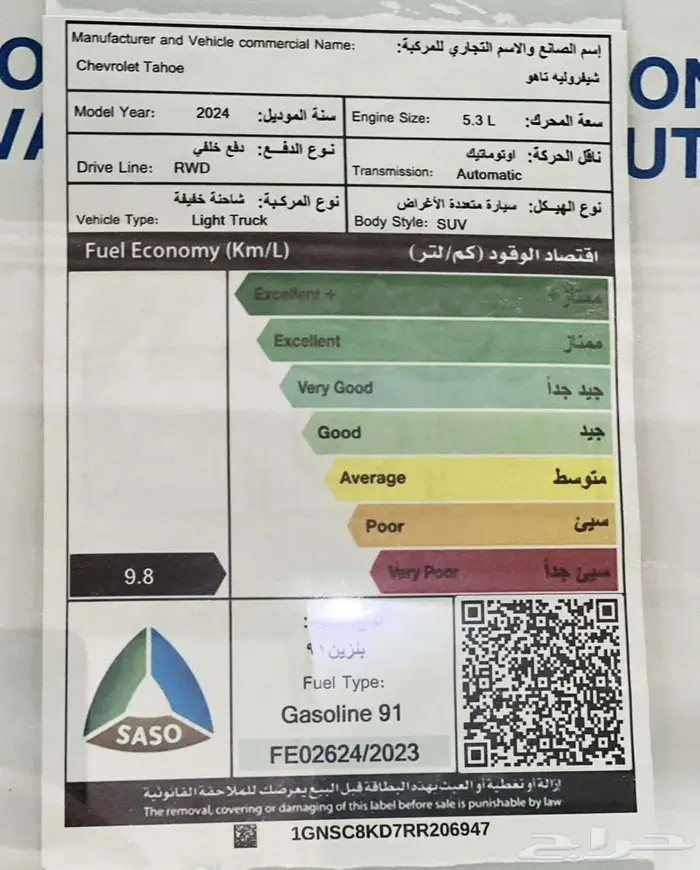 Manufacturer and Vehicle commercial Name: إسم الصانع والاسم التجاري للمركبة:
Chevrolet Tahoe شيفروليه تاهو
Model Year: 2024 سنة الموديل:
Engine Size: 5.3 L سعة المحرك:
نوع الدفع: دفع خلفي
Drive Line: RWD
ناقل الحركة: اوتوماتيك
Transmission: Automatic
نوع المركبة: شاحنة خفيفة
Vehicle Type: Light Truck
نوع الهيكل: سيارة متعددة الأغراض
Body Style: SUV
Fuel Economy (Km/L) اقتصاد الوقود (كم/لتر)
Excellent + ممتاز
Excellent ممتاز
Very Good جيد جداً
Good جيد
Average متوسط
Poor سيئ
9.8 Very Poor سيئ جداً
SASO
بنزين ٩١
Fuel Type:
Gasoline 91
FE02624/2023
إزالة أو تغطية أو العبث بهذه البطاقة قبل البيع يعرضك للملاحقة القانونية
The removal, covering or damaging of this label before sale is punishable by law
1GNSC8KD7RR206947
حراج